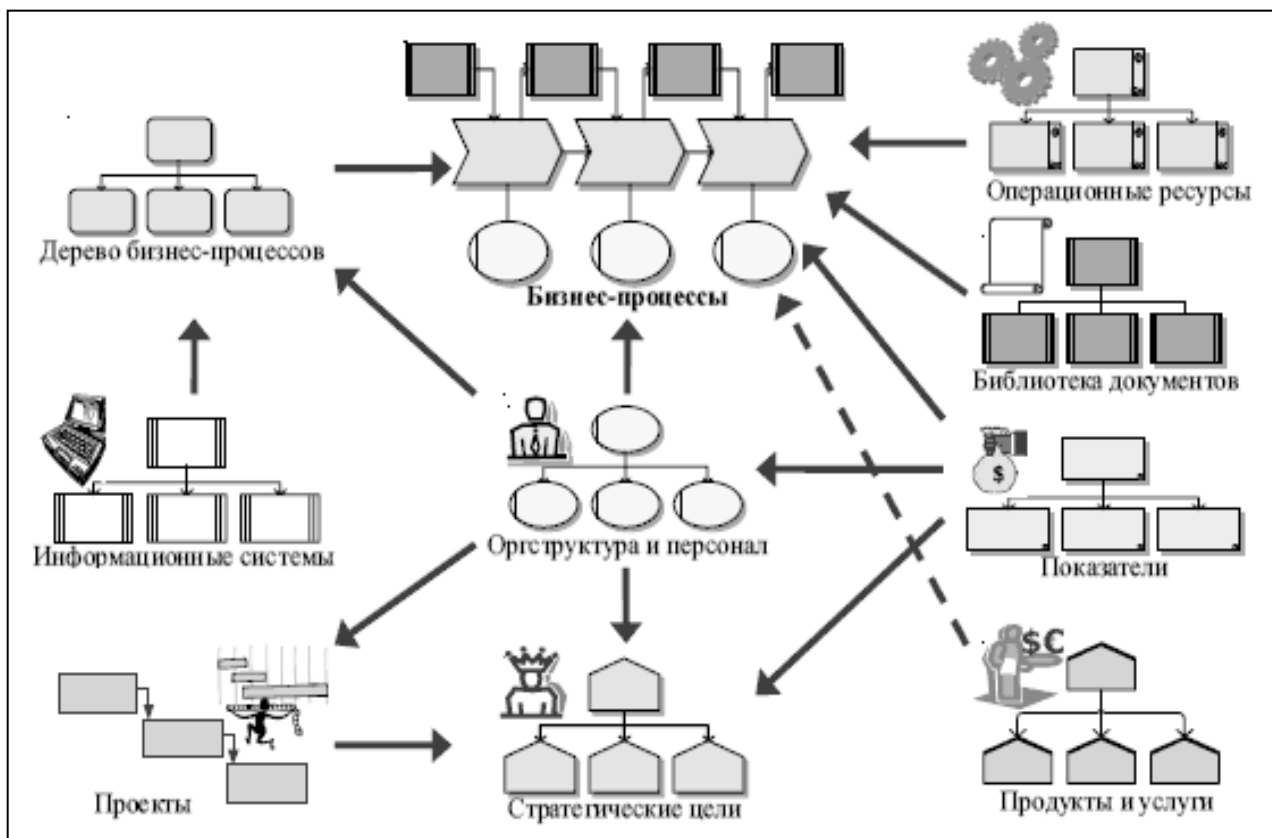 Операционные ресурсы
Дерево бизнес-процессов
Бизнес-процессы
Библиотека документов
$
Информационные системы
Оргструктура и персонал
Показатели
$€
Проекты
Стратегические цели
Продукты и услуги